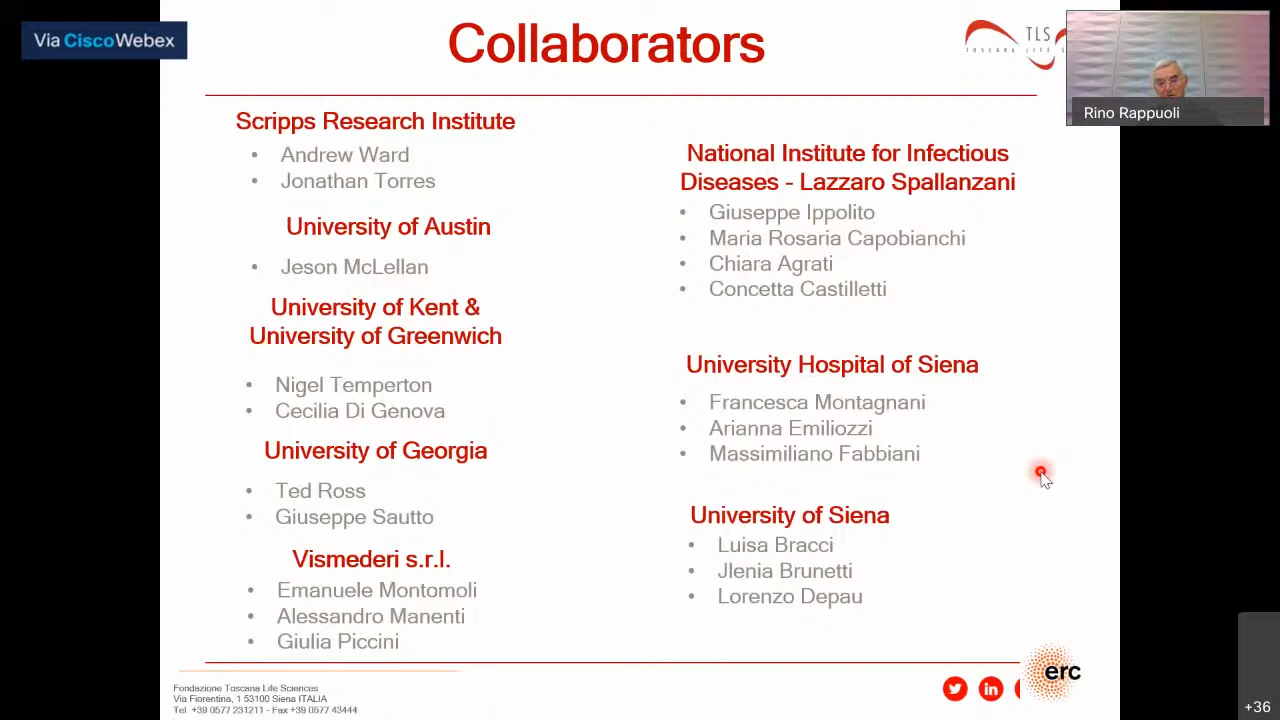 Via Cisco Webex
Collaborators
TLS
Rino Rappuoli
Scripps Research Institute
• Andrew Ward
• Jonathan Torres
University of Austin
• Jeson McLellan
University of Kent &
University of Greenwich
• Nigel Temperton
• Cecilia Di Genova
University of Georgia
• Ted Ross
• Giuseppe Sautto
Vismederi s.r.l.
• Emanuele Montomoli
• Alessandro Manenti
• Giulia Piccini
National Institute for Infectious
Diseases - Lazzaro Spallanzani
• Giuseppe Ippolito
• Maria Rosaria Capobianchi
• Chiara Agrati
• Concetta Castilletti
University Hospital of Siena
• Francesca Montagnani
• Arianna Emiliozzi
• Massimiliano Fabbiani
University of Siena
• Luisa Bracci
• Jlenia Brunetti
• Lorenzo Depau
Fondazione Toscana Life Sciences
Via Fiorentina, 1 53100 Siena ITALIA
Tel. +39 0577 231211 - Fax +39 0577 43444
in
erc
+36